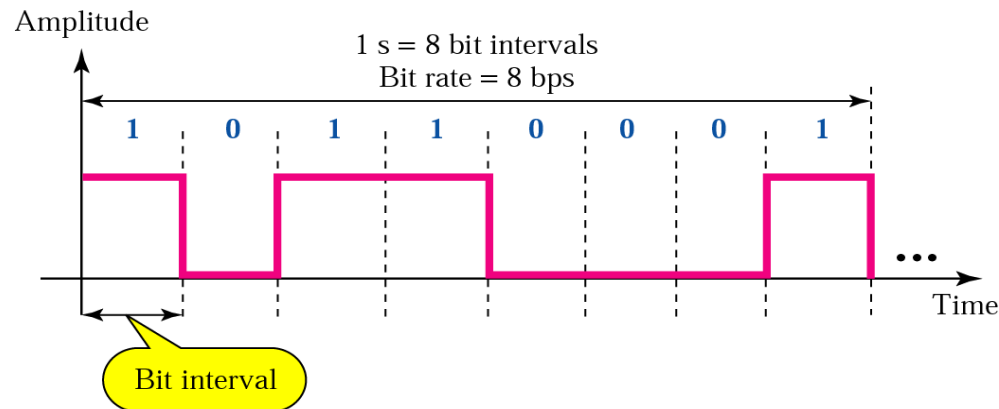 Amplitude
1 s = 8 bit intervals
Bit rate = 8 bps
1 0 1 1 0 0 0 1
...
Time
Bit interval